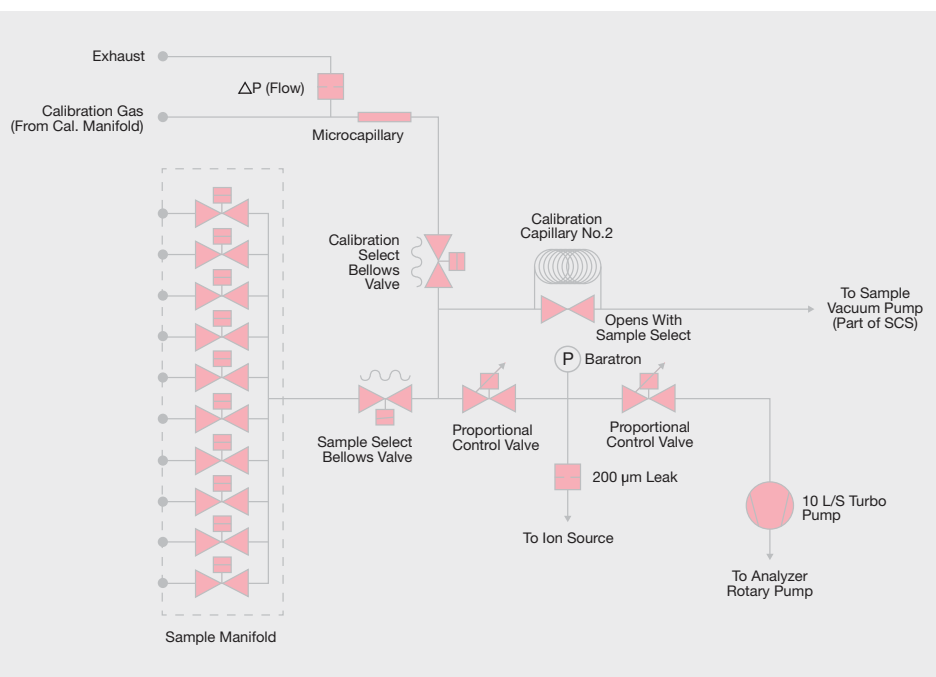 Exhaust
△P (Flow)
Calibration Gas
(From Cal. Manifold)
Microcapillary
Calibration
Capillary No.2
Calibration
Select
Bellows
Valve
To Sample
Vacuum Pump
(Part of SCS)
Opens With
Sample Select
P
Baratron
Proportional
Control Valve
Proportional
Control Valve
Sample Select
Bellows Valve
200 µm Leak
10 L/S Turbo
Pump
To Ion Source
To Analyzer
Rotary Pump
Sample Manifold